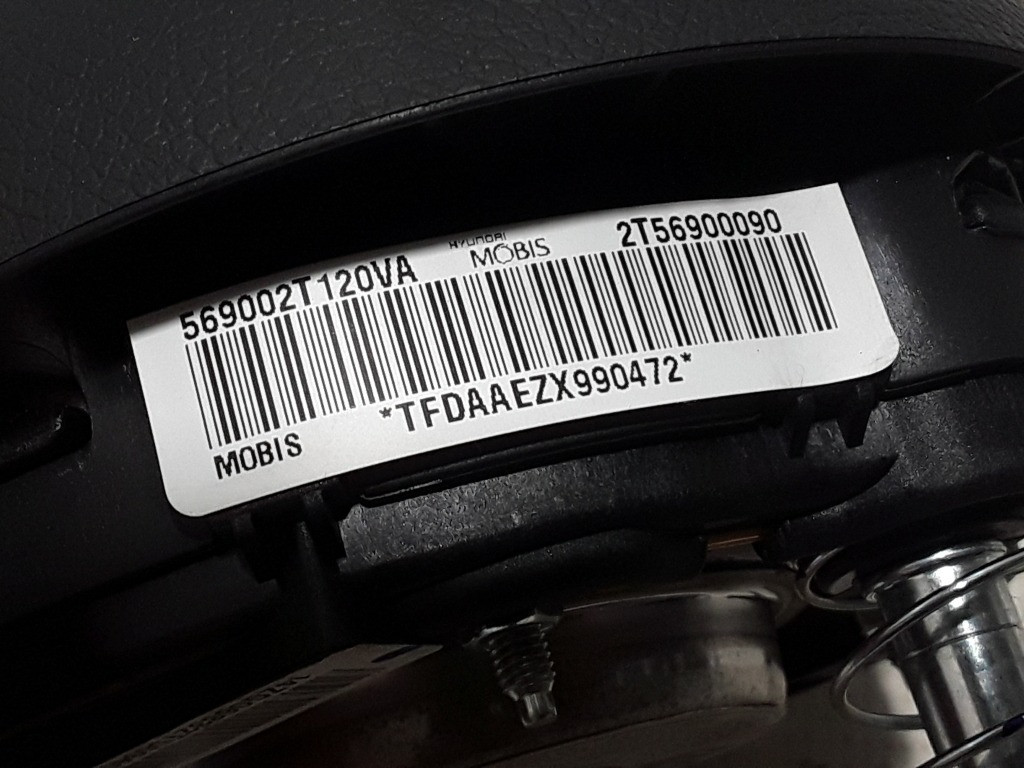 569002T120VA
HYUNDAI
MOBIS
2T56900090
*TFDAAEZX990472*
MOBIS